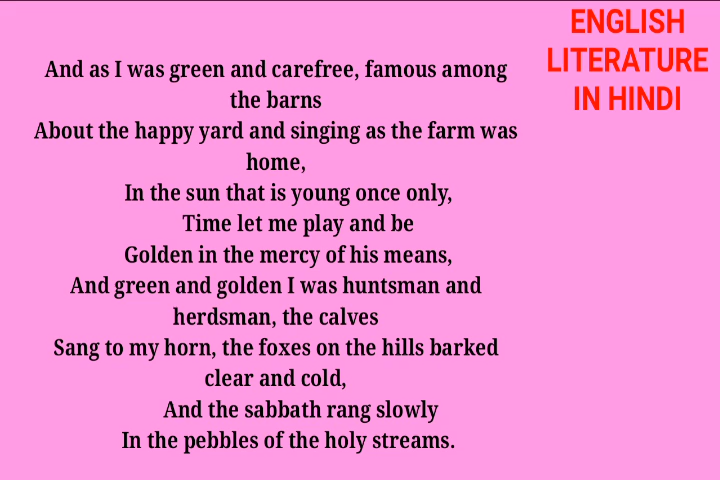 And as I was green and carefree, famous among
the barns
About the happy yard and singing as the farm was
home,
In the sun that is young once only,
Time let me play and be
Golden in the mercy of his means,
And green and golden I was huntsman and
herdsman, the calves
Sang to my horn, the foxes on the hills barked
clear and cold,
And the sabbath rang slowly
In the pebbles of the holy streams.
ENGLISH
LITERATURE
IN HINDI